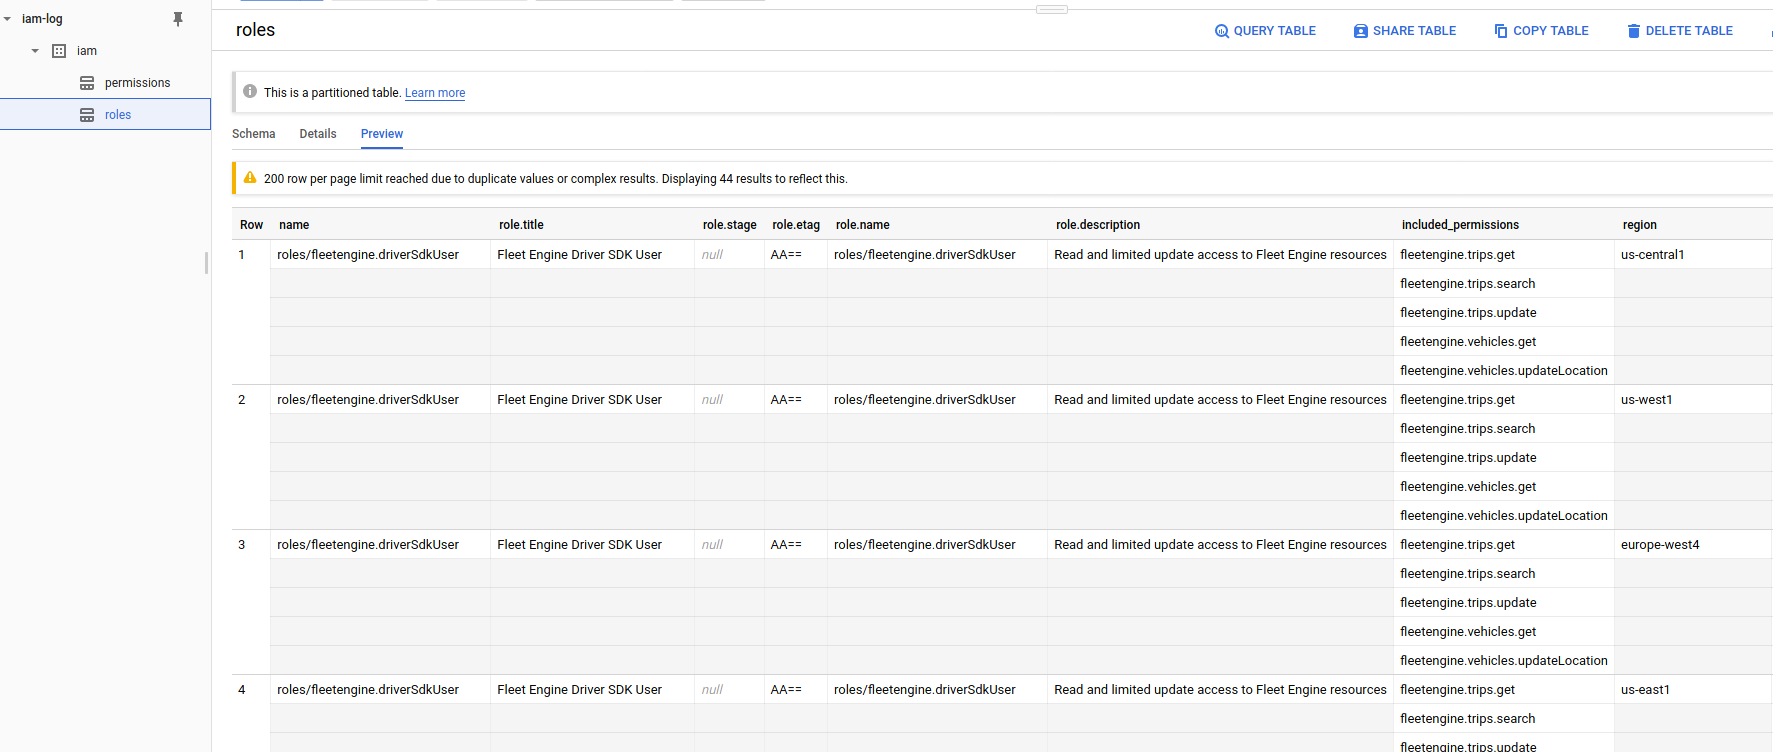 iam-log
iam
permissions
roles
roles
QUERY TABLE SHARE TABLE COPY TABLE DELETE TABLE
This is a partitioned table. Learn more
Schema Details Preview
200 row per page limit reached due to duplicate values or complex results. Displaying 44 results to reflect this.
Row name role.title role.stage role.etag role.name role.description included_permissions region
1 roles/fleetengine.driverSdkUser Fleet Engine Driver SDK User null AA== roles/fleetengine.driverSdkUser Read and limited update access to Fleet Engine resources fleetengine.trips.get us-central1
fleetengine.trips.search
fleetengine.trips.update
fleetengine.vehicles.get
fleetengine.vehicles.updateLocation
2 roles/fleetengine.driverSdkUser Fleet Engine Driver SDK User null AA== roles/fleetengine.driverSdkUser Read and limited update access to Fleet Engine resources fleetengine.trips.get us-west1
fleetengine.trips.search
fleetengine.trips.update
fleetengine.vehicles.get
fleetengine.vehicles.updateLocation
3 roles/fleetengine.driverSdkUser Fleet Engine Driver SDK User null AA== roles/fleetengine.driverSdkUser Read and limited update access to Fleet Engine resources fleetengine.trips.get europe-west4
fleetengine.trips.search
fleetengine.trips.update
fleetengine.vehicles.get
fleetengine.vehicles.updateLocation
4 roles/fleetengine.driverSdkUser Fleet Engine Driver SDK User null AA== roles/fleetengine.driverSdkUser Read and limited update access to Fleet Engine resources fleetengine.trips.get us-east1
fleetengine.trips.search
fleetengine.trips.update